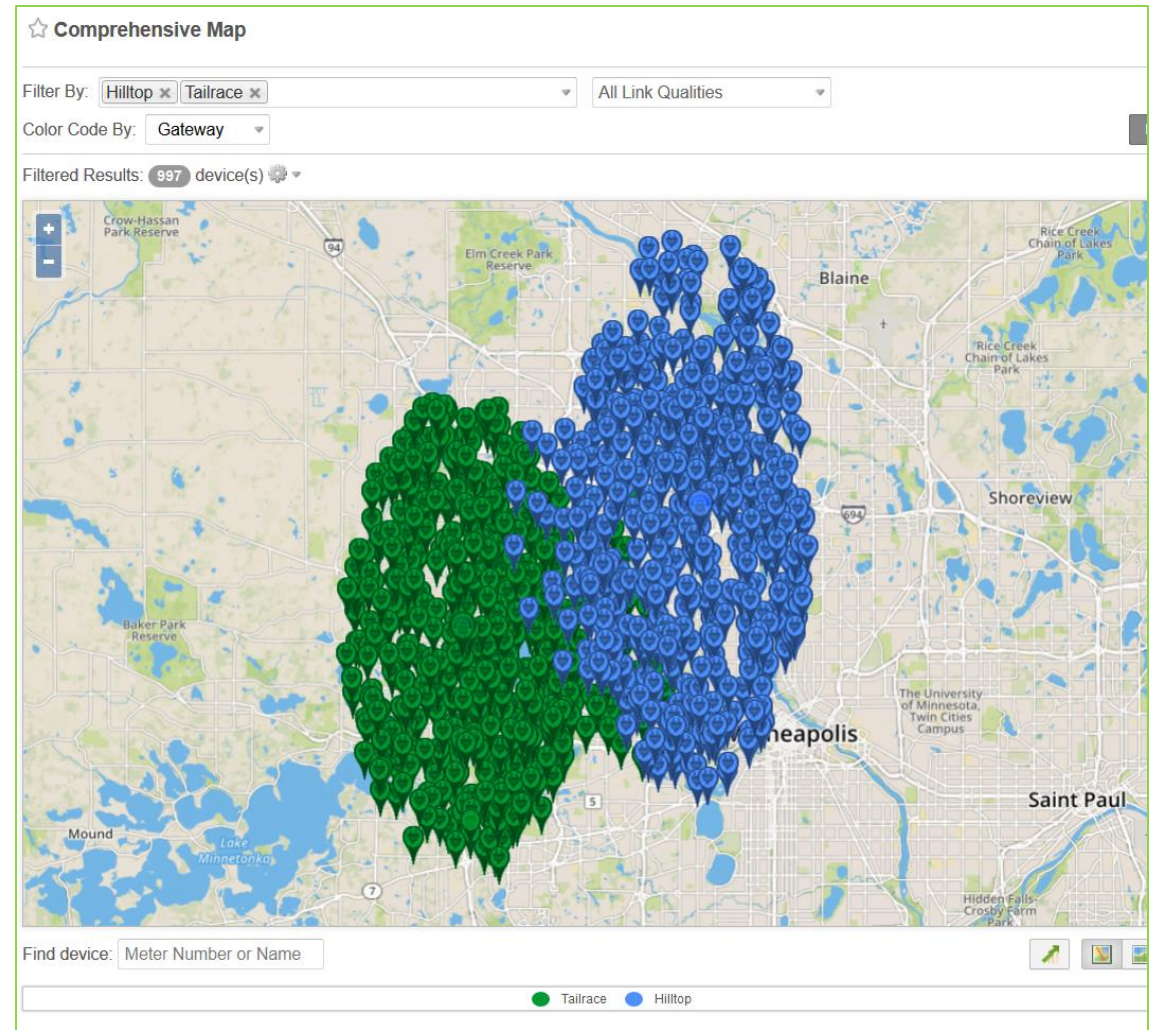 Comprehensive Map
Filter By: Hilltop × Tailrace × All Link Qualities
Color Code By: Gateway
Filtered Results: 997 device(s)
+
-
Crow-Hassan
Park Reserve
94
Elm Creek Park
Reserve
Blaine
Rice Creek
Chain of Lakes
Park
Rice Creek
Chain of Lakes
Park
Shoreview
694
Baker Park
Reserve
The University
of Minnesota,
Twin Cities
Campus
neapolis
5
Saint Paul
Mound
Lake
Minnetonka
7
Hidden Falls-
Crosby Farm
Park
Find device: Meter Number or Name
Tailrace Hilltop